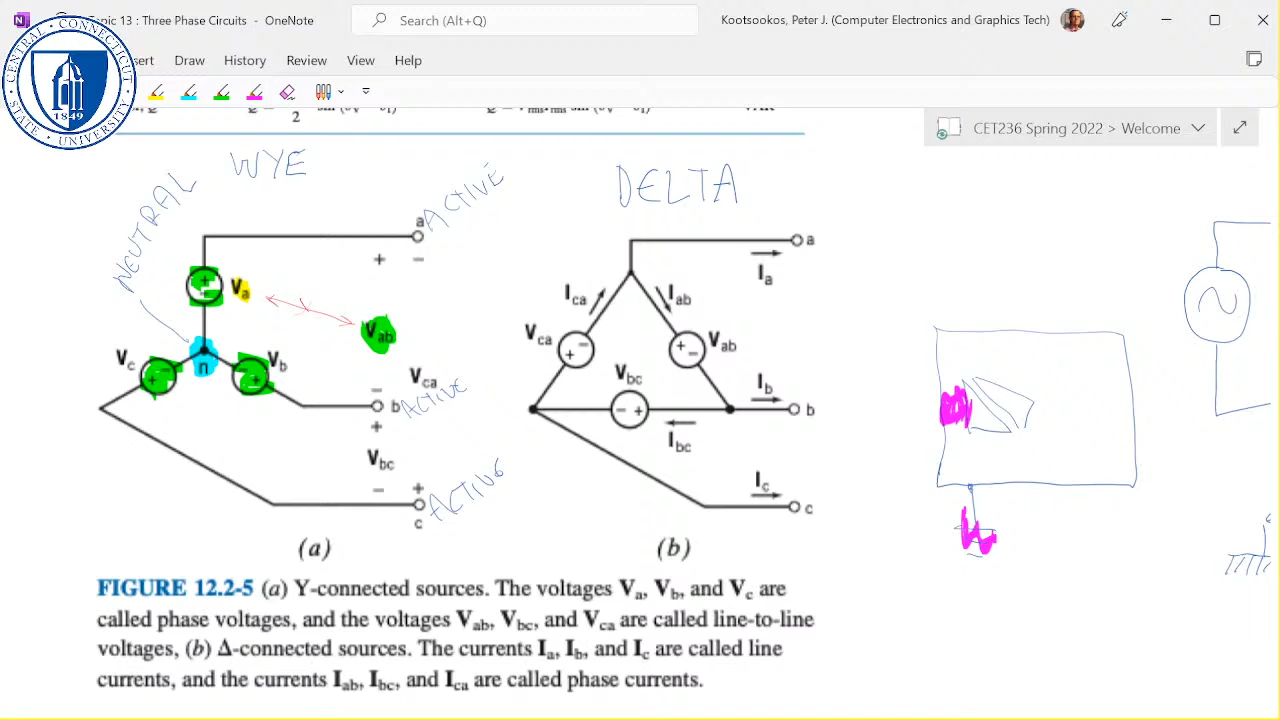 Topic 13 : Three Phase Circuits - OneNote
Search (Alt+Q)
Kootsookos, Peter J. (Computer Electronics and Graphics Tech)
Draw History Review View Help
CENTRAL CONNECTICUT
STATE UNIVERSITY
1849
CET236 Spring 2022 > Welcome
WYE
DELTA
NEUTRAL
ACTIVE
a
+ −
Va
Vab
n
Vc
Vb
Vca
− b ACTIVE
+
Vbc
− +
ACTIVE
c
(a)
a
Ia
Ica
Iab
Vca
Vab
Vbc
Ib
b
Ibc
Ic
c
(b)
FIGURE 12.2-5 (a) Y-connected sources. The voltages Va, Vb, and Vc are
called phase voltages, and the voltages Vab, Vbc, and Vca are called line-to-line
voltages, (b) Δ-connected sources. The currents Ia, Ib, and Ic are called line
currents, and the currents Iab, Ibc, and Ica are called phase currents.